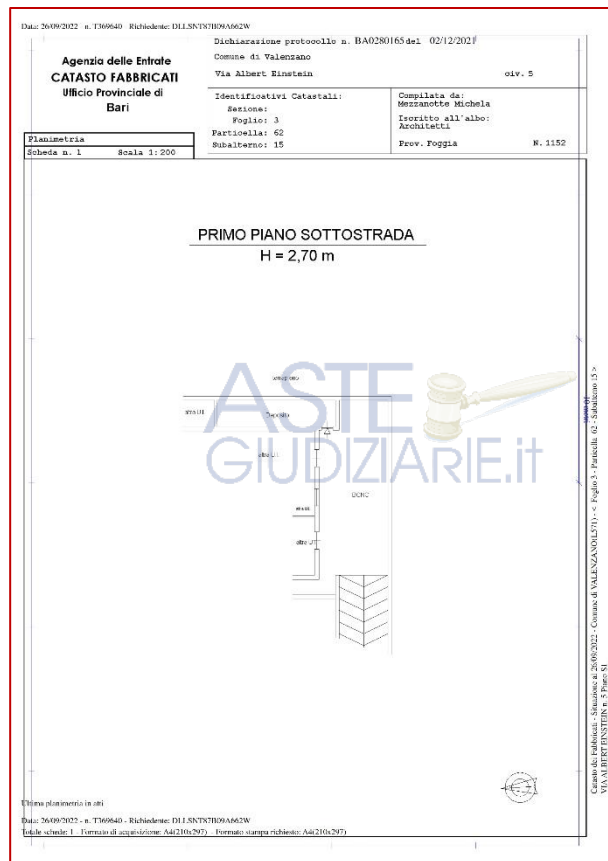 Data: 26/09/2022 - n. T369640 - Richiedente: DLLSNT87B09A662W
Agenzia delle Entrate
CATASTO FABBRICATI
Ufficio Provinciale di
Bari
Dichiarazione protocollo n. BA0280165 del 02/12/2021
Comune di Valenzano
Via Albert Einstein civ. 5
Identificativi Catastali:
Sezione:
Foglio: 3
Particella: 62
Subalterno: 15
Compilata da:
Mezzanotte Michela
Iscritto all'albo:
Architetti
Prov. Foggia N. 1152
Planimetria
Scheda n. 1 Scala 1:200
PRIMO PIANO SOTTOSTRADA
H = 2,70 m
ASTE
GIUDIZIARIE.it
altra U.I.
Deposito
altra U.I.
altra U.I.
Ultima planimetria in atti
Data: 26/09/2022 - n. T369640 - Richiedente: DLLSNT87B09A662W
Totale schede: 1 - Formato di acquisizione: A4(210x297) - Formato stampa richiesto: A4(210x297)
Catasto dei Fabbricati - Situazione al 26/09/2022 - Comune di VALENZANO(L571) - < Foglio 3 - Particella 62 - Subalterno 15 >
VIA ALBERT EINSTEIN n. 5 Piano S1